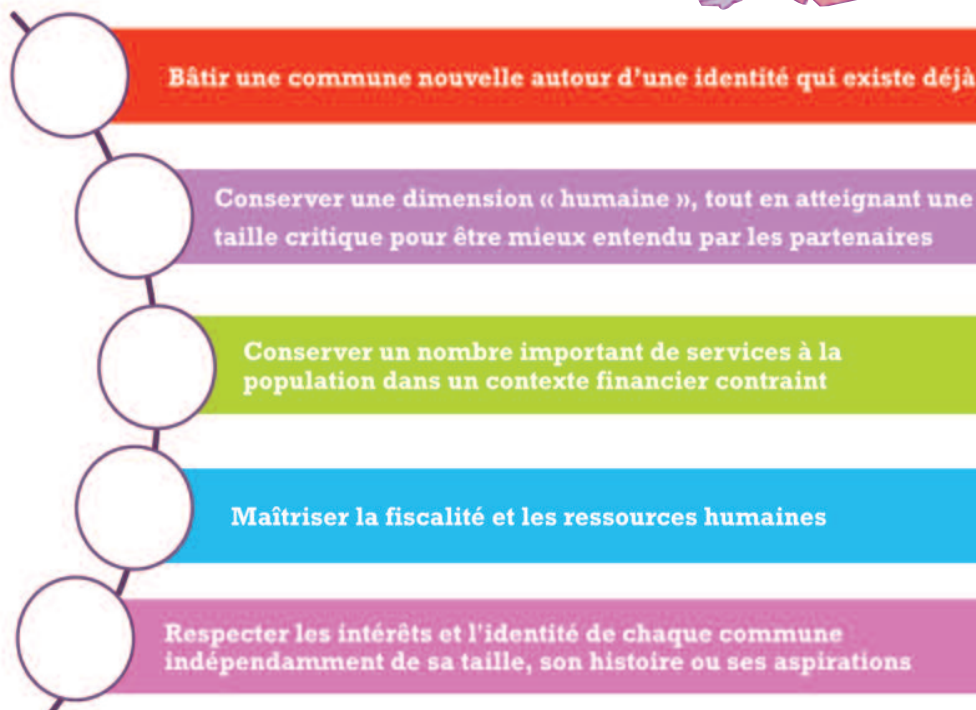 Bâtir une commune nouvelle autour d'une identité qui existe déjà
Conserver une dimension « humaine », tout en atteignant une
taille critique pour être mieux entendu par les partenaires
Conserver un nombre important de services à la
population dans un contexte financier contraint
Maîtriser la fiscalité et les ressources humaines
Respecter les intérêts et l'identité de chaque commune
indépendamment de sa taille, son histoire ou ses aspirations